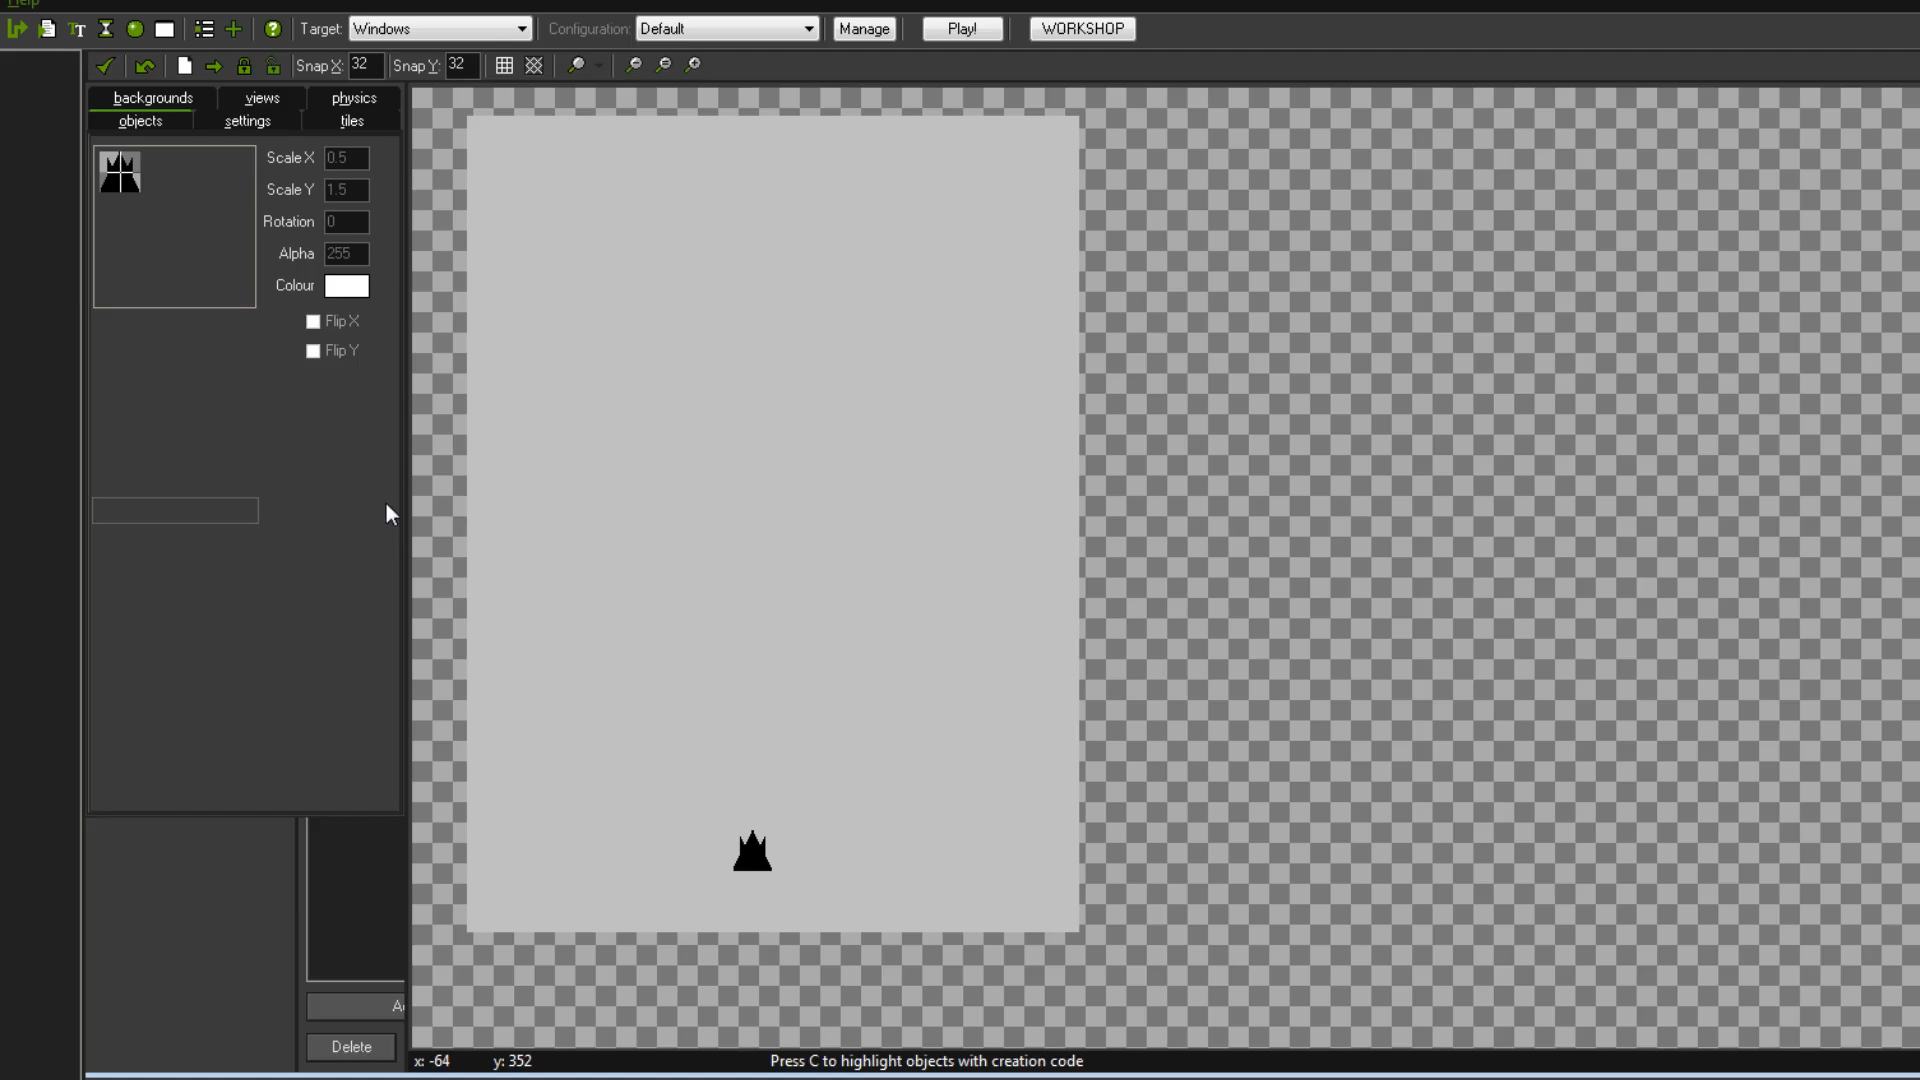 Help
Target: Windows Configuration: Default Manage Play! WORKSHOP
Snap X: 32 Snap Y: 32
backgrounds views physics
objects settings tiles
Scale X 0.5
Scale Y 1.5
Rotation 0
Alpha 255
Colour
Flip X
Flip Y
Delete
x: -64 y: 352 Press C to highlight objects with creation code